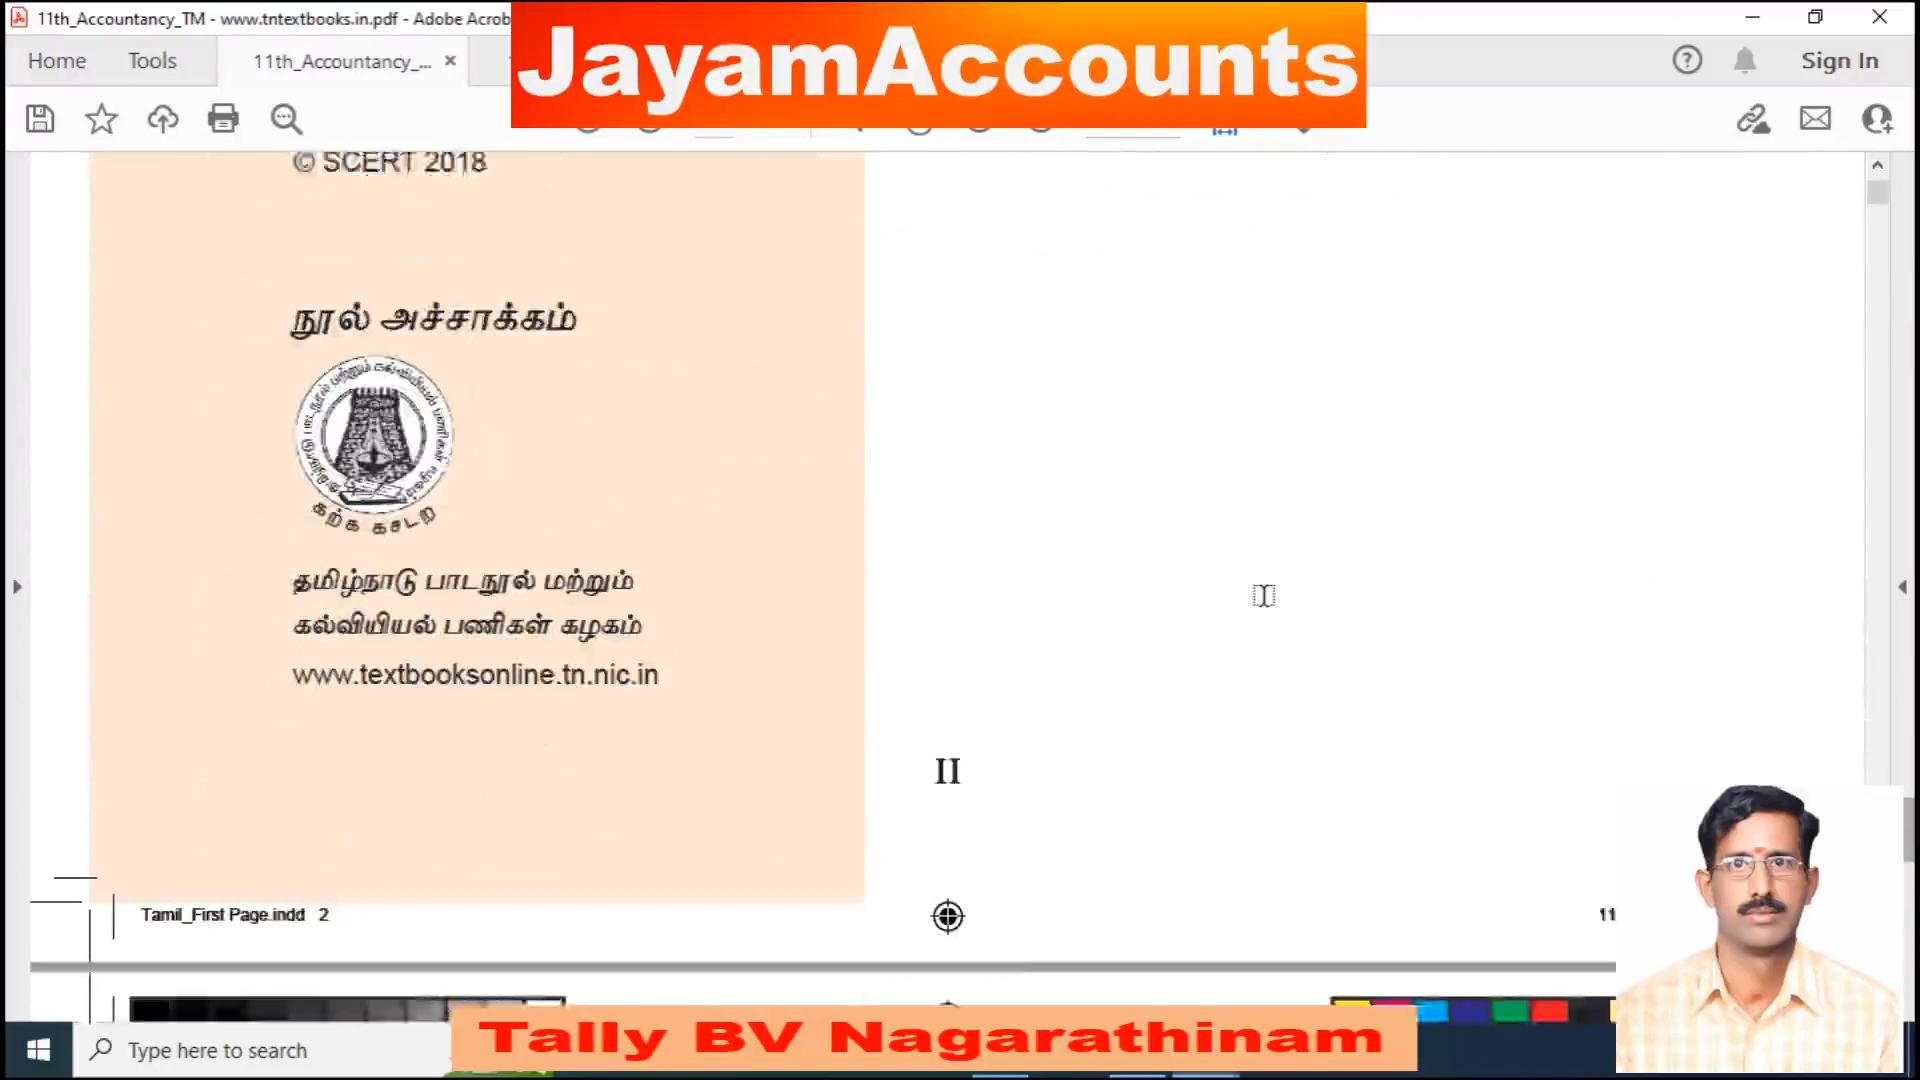 11th_Accountancy_TM - www.tntextbooks.in.pdf - Adobe Acrob
JayamAccounts
Home
Tools
11th_Accountancy_...
Sign In
© SCERT 2018
நூல் அச்சாக்கம்
கற்க கசடற
தமிழ்நாடு பாடநூல் மற்றும்
கல்வியியல் பணிகள் கழகம்
www.textbooksonline.tn.nic.in
II
Tamil_First Page.indd 2
11
Type here to search
Tally BV Nagarathinam